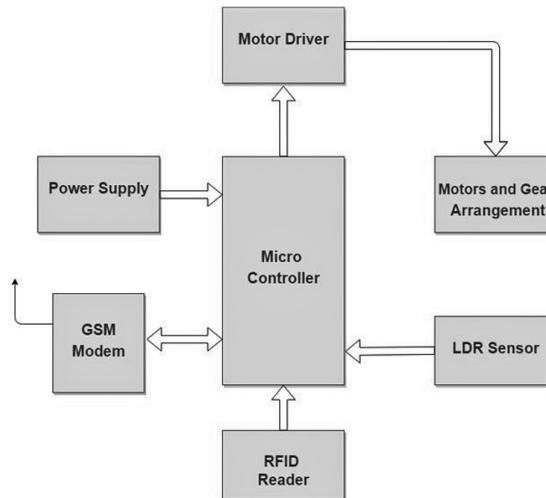 Motor Driver
Power Supply
Motors and Gea
Arrangement
Micro
Controller
GSM
Modem
LDR Sensor
RFID
Reader